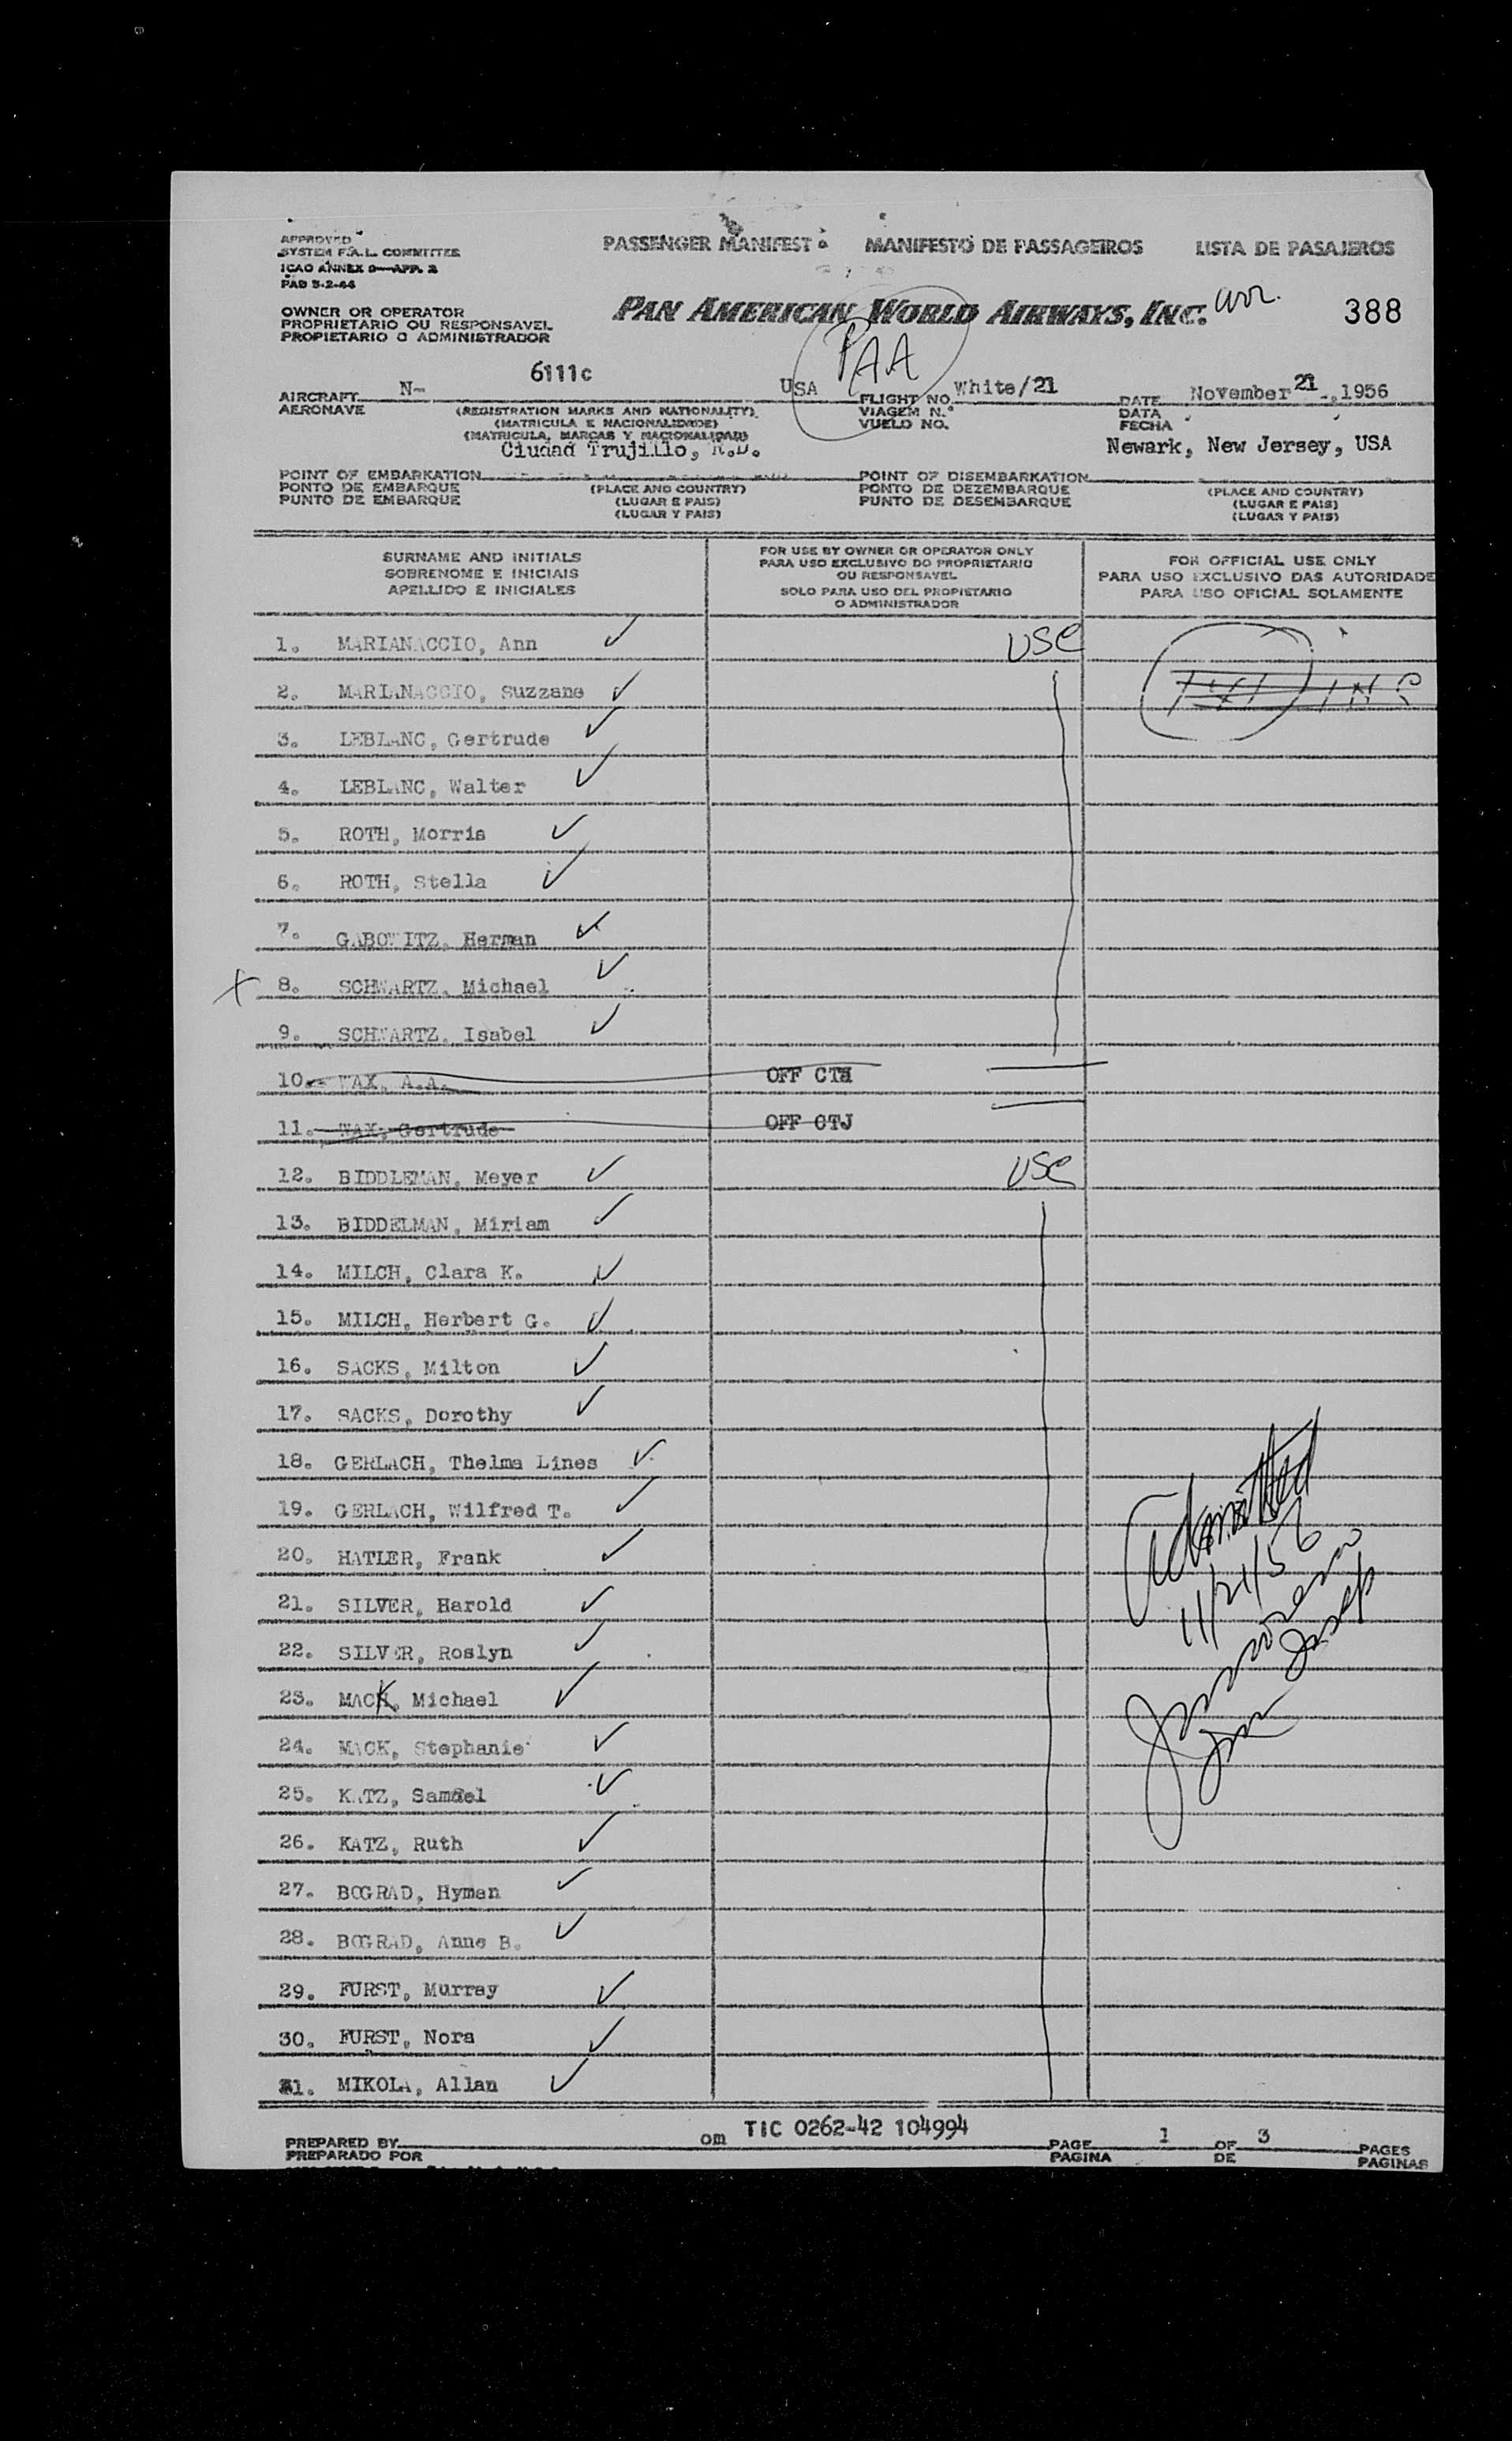 APPROVED
SYSTEM F.A.L. COMMITTEE
ICAO ANNEX 9—APP. 2
PAD 5-2-44
PASSENGER MANIFEST MANIFESTO DE PASSAGEIROS LISTA DE PASAJEROS
OWNER OR OPERATOR
PROPRIETARIO OU RESPONSAVEL
PROPIETARIO O ADMINISTRADOR
PAN AMERICAN WORLD AIRWAYS, INC. arr. 388
PAA
AIRCRAFT N- 6111c USA FLIGHT NO. White/21 DATE November 21, 1956
AERONAVE (REGISTRATION MARKS AND NATIONALITY) VIAGEM N.º DATA
(MATRICULA E NACIONALIDADE) VUELO NO. FECHA
(MATRICULA, MARCAS Y NACIONALIDAD)
Ciudad Trujillo, R.D. Newark, New Jersey, USA
POINT OF EMBARKATION POINT OF DISEMBARKATION
PONTO DE EMBARQUE (PLACE AND COUNTRY) PONTO DE DEZEMBARQUE (PLACE AND COUNTRY)
PUNTO DE EMBARQUE (LUGAR E PAIS) PUNTO DE DESEMBARQUE (LUGAR E PAIS)
(LUGAR Y PAIS) (LUGAR Y PAIS)
SURNAME AND INITIALS
SOBRENOME E INICIAIS
APELLIDO E INICIALES
FOR USE BY OWNER OR OPERATOR ONLY
PARA USO EXCLUSIVO DO PROPRIETARIO
OU RESPONSAVEL
SOLO PARA USO DEL PROPIETARIO
O ADMINISTRADOR
FOR OFFICIAL USE ONLY
PARA USO EXCLUSIVO DAS AUTORIDADE
PARA USO OFICIAL SOLAMENTE
1. MARIANACCIO, Ann USC
2. MARIANACCIO, Suzzane
3. LEBLANC, Gertrude
4. LEBLANC, Walter
5. ROTH, Morris
6. ROTH, Stella
7. GABOWITZ, Herman
8. SCHWARTZ, Michael
9. SCHWARTZ, Isabel
10. WAX, A.A. OFF CTH
11. WAX, Gertrude OFF CTJ
12. BIDDLEMAN, Meyer USC
13. BIDDELMAN, Miriam
14. MILCH, Clara K.
15. MILCH, Herbert G.
16. SACKS, Milton
17. SACKS, Dorothy
18. GERLACH, Thelma Lines
19. GERLACH, Wilfred T.
20. HATLER, Frank
21. SILVER, Harold
22. SILVER, Roslyn
23. MACK, Michael
24. MACK, Stephanie
25. KATZ, Samuel
26. KATZ, Ruth
27. BOGRAD, Hyman
28. BOGRAD, Anne B.
29. FURST, Murray
30. FURST, Nora
31. MIKOLA, Allan
Admitted
11/21/56
PREPARED BY om TIC 0262-42 104994 PAGE 1 OF 3 PAGES
PREPARADO POR PAGINA DE PAGINAS